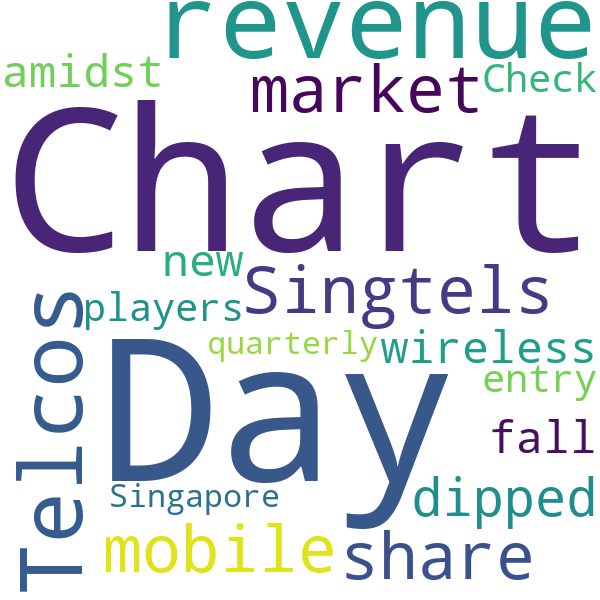 revenue
amidst
market
Check
Chart
new
Singtels
players
quarterly
wireless
Telcos
Day
entry
fall
Singapore
dipped
mobile
share